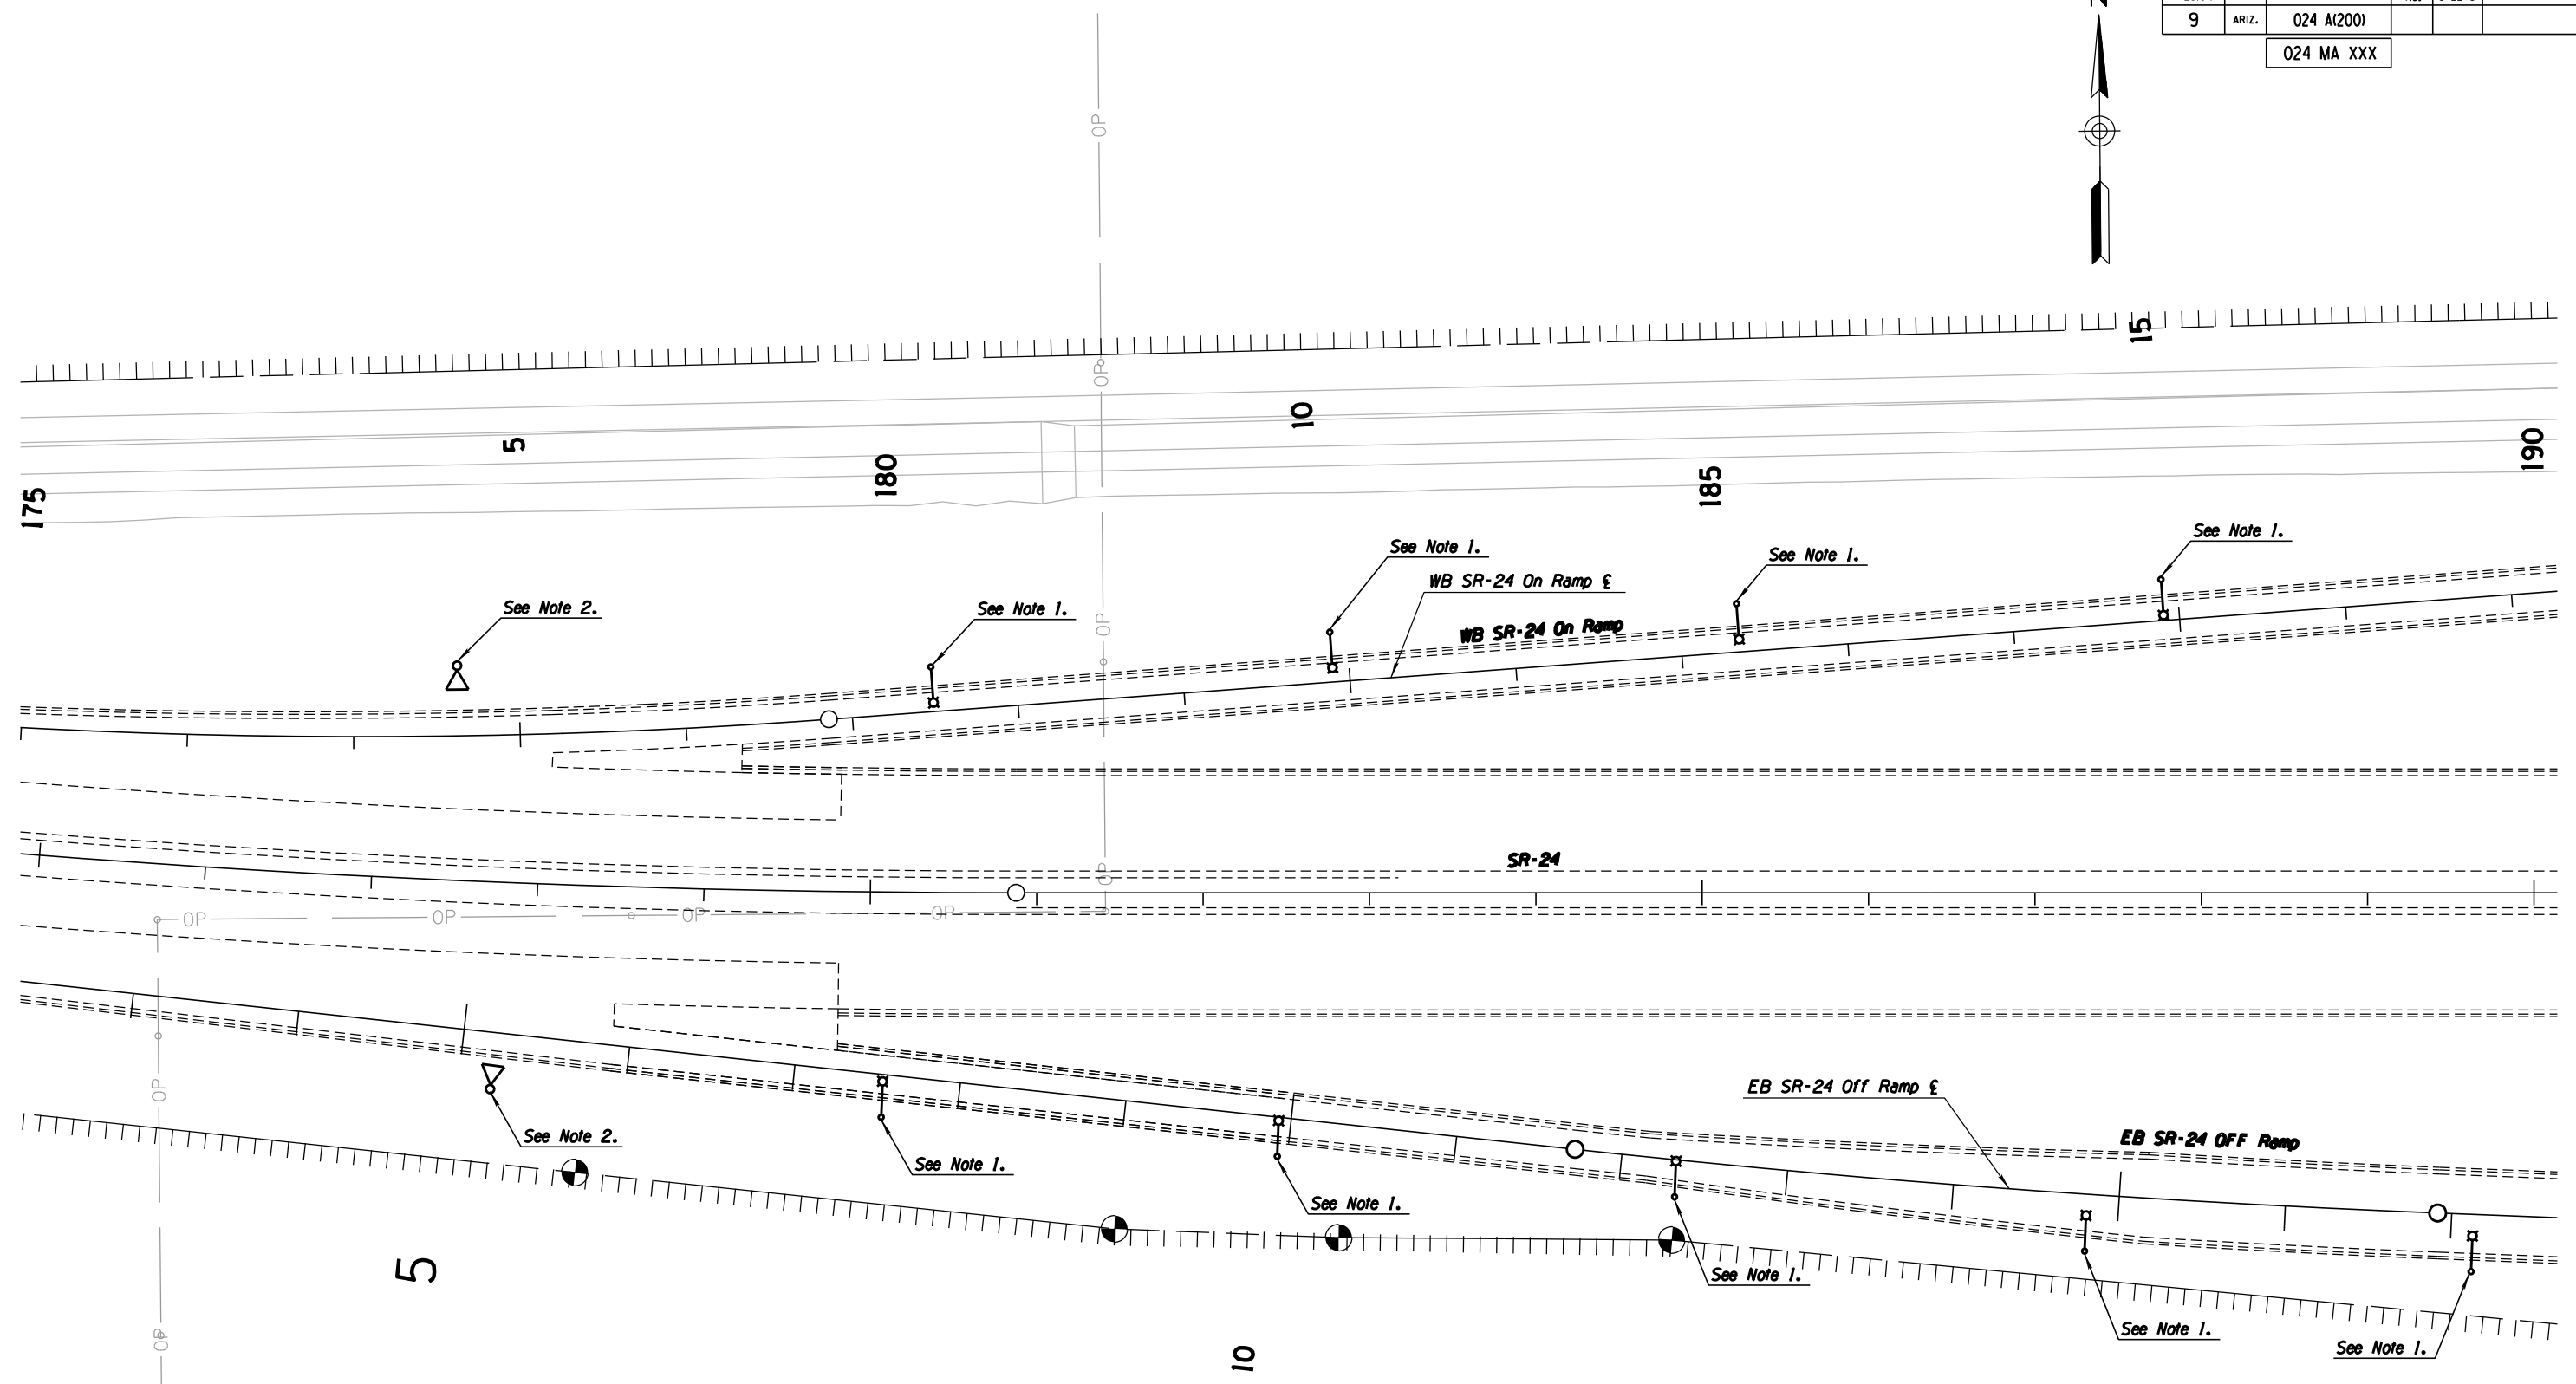 9 ARIZ. 024 A(200)
024 MA XXX
OP
15
OP
10
5
180
185
190
175
See Note 1.
See Note 1.
See Note 1.
WB SR-24 On Ramp ℄
See Note 2.
See Note 1.
OP
WB SR-24 On Ramp
SR-24
OP
OP
OP
OP
OP
OP
EB SR-24 Off Ramp ℄
See Note 2.
EB SR-24 OFF Ramp
See Note 1.
See Note 1.
5
See Note 1.
See Note 1.
OP
See Note 1.
10